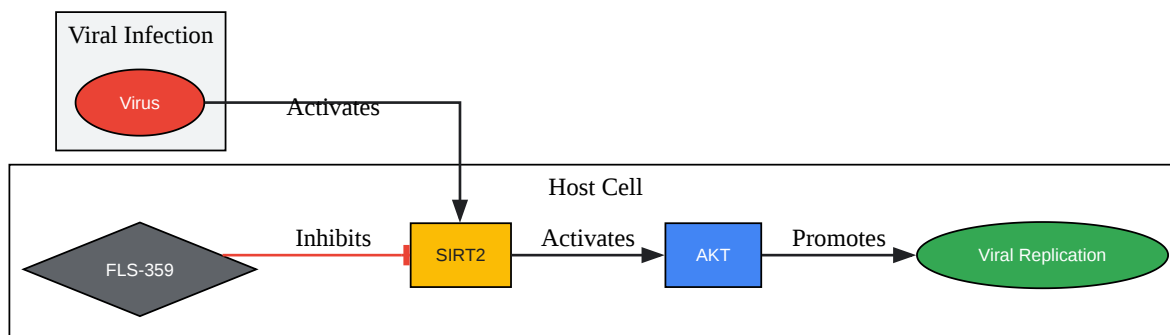 Viral Infection
Virus
Activates
Host Cell
FLS-359
Inhibits
SIRT2
Activates
AKT
Promotes
Viral Replication